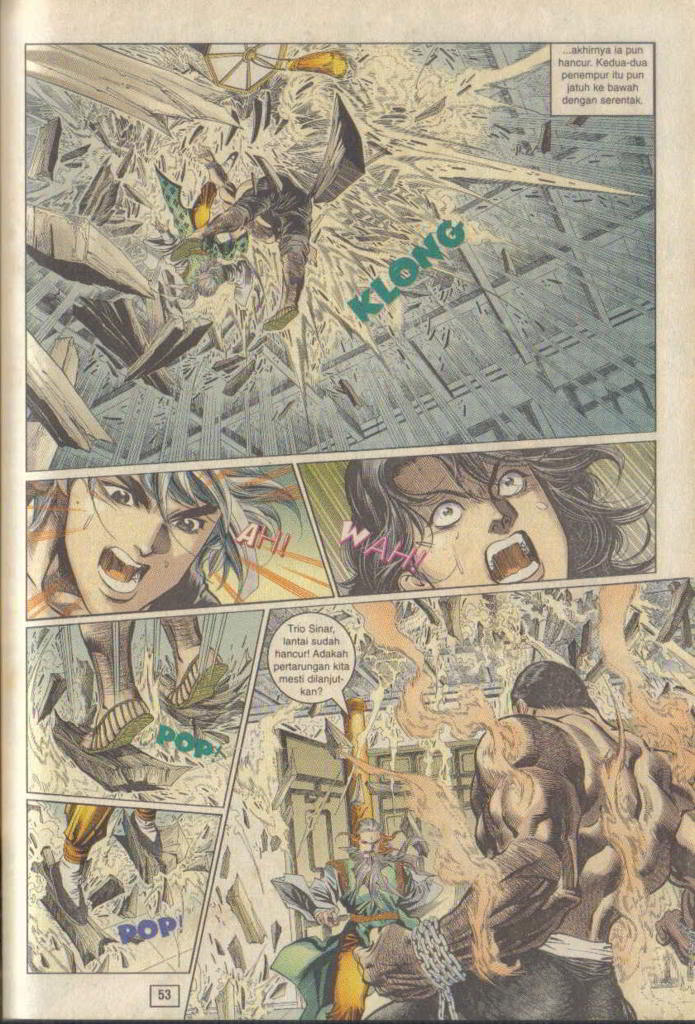 ...akhirnya ia pun
hancur. Kedua-dua
penempur itu pun
jatuh ke bawah
dengan serentak.
KLONG
AH!
WAH!
POP!
Trio Sinar,
lantai sudah
hancur! Adakah
pertarungan kita
mesti dilanjut-
kan?
POP!
53